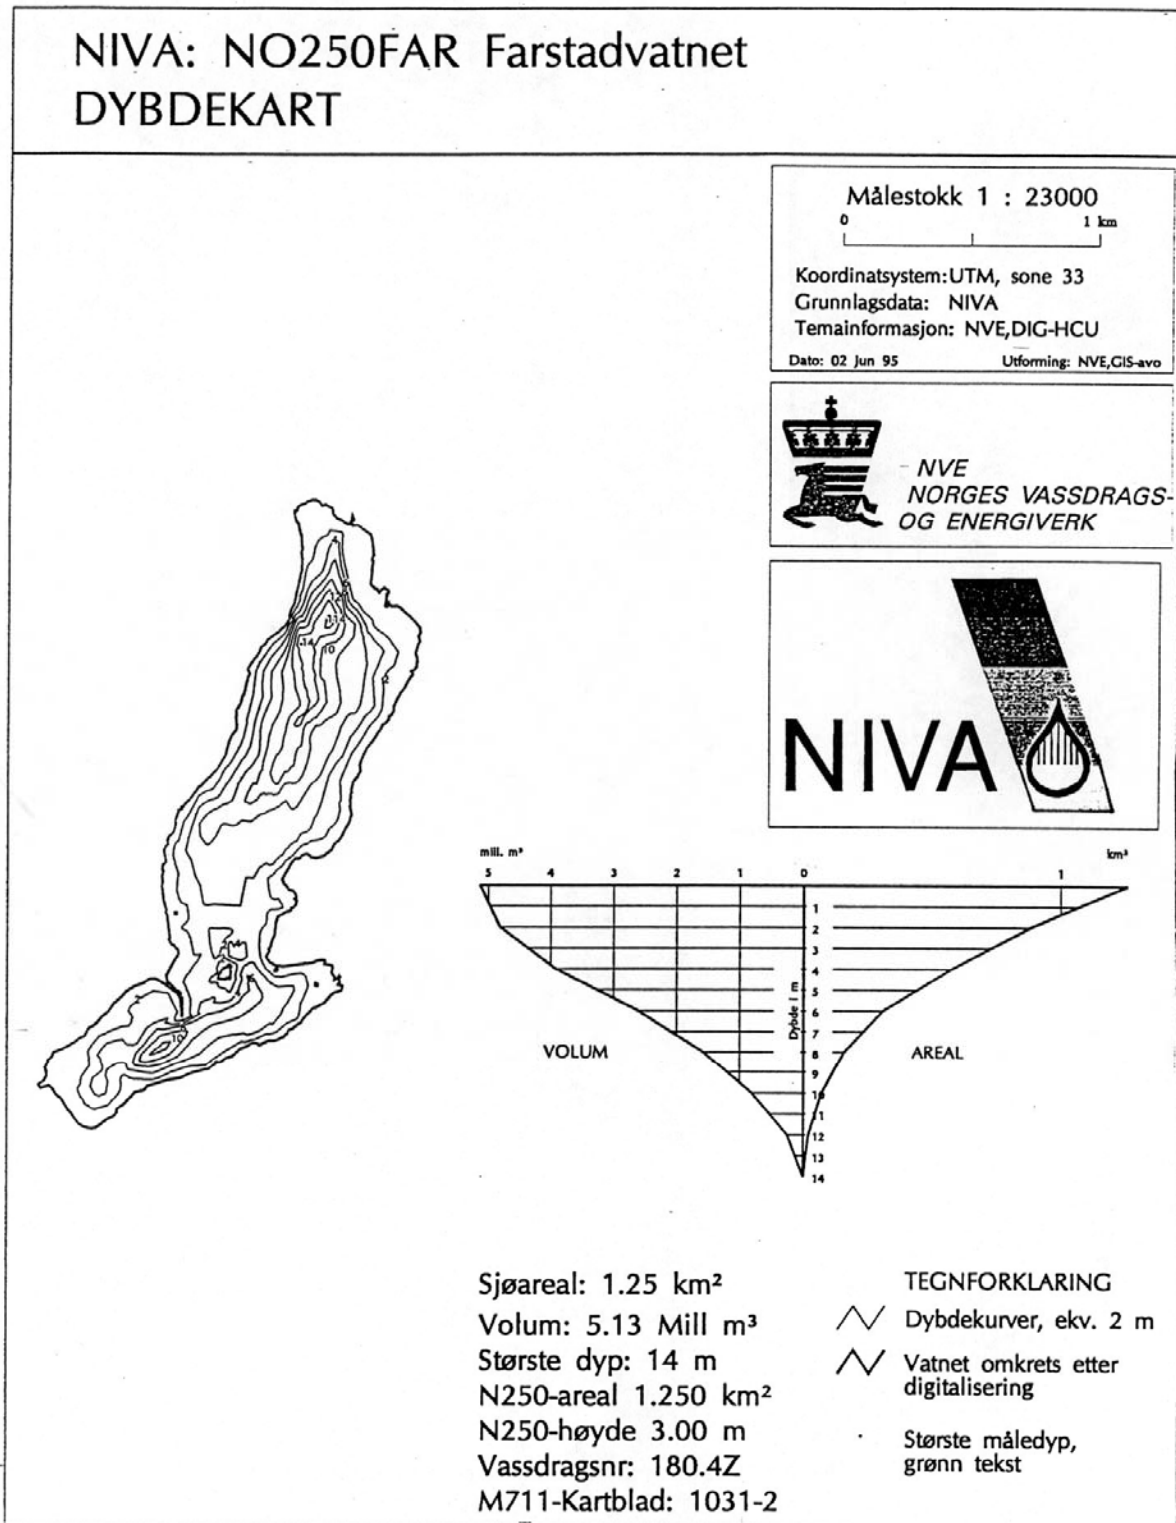 NIVA: NO250FAR Farstadvatnet
DYBDEKART
Målestokk 1 : 23000
0 1 km
Koordinatsystem: UTM, sone 33
Grunnlagsdata: NIVA
Temainformasjon: NVE,DIG-HCU
Dato: 02 Jun 95 Utforming: NVE,GIS-avo
NVE
NORGES VASSDRAGS-
OG ENERGIVERK
NIVA
4
14
10
2
10
mill. m³ km²
5 4 3 2 1 0 1
1
2
3
4
5
6
7
8
9
10
11
12
13
14
Dybde i m
VOLUM AREAL
Sjøareal: 1.25 km²
Volum: 5.13 Mill m³
Største dyp: 14 m
N250-areal 1.250 km²
N250-høyde 3.00 m
Vassdragsnr: 180.4Z
M711-Kartblad: 1031-2
TEGNFORKLARING
Dybdekurver, ekv. 2 m
Vatnet omkrets etter
digitalisering
Største måledyp,
grønn tekst